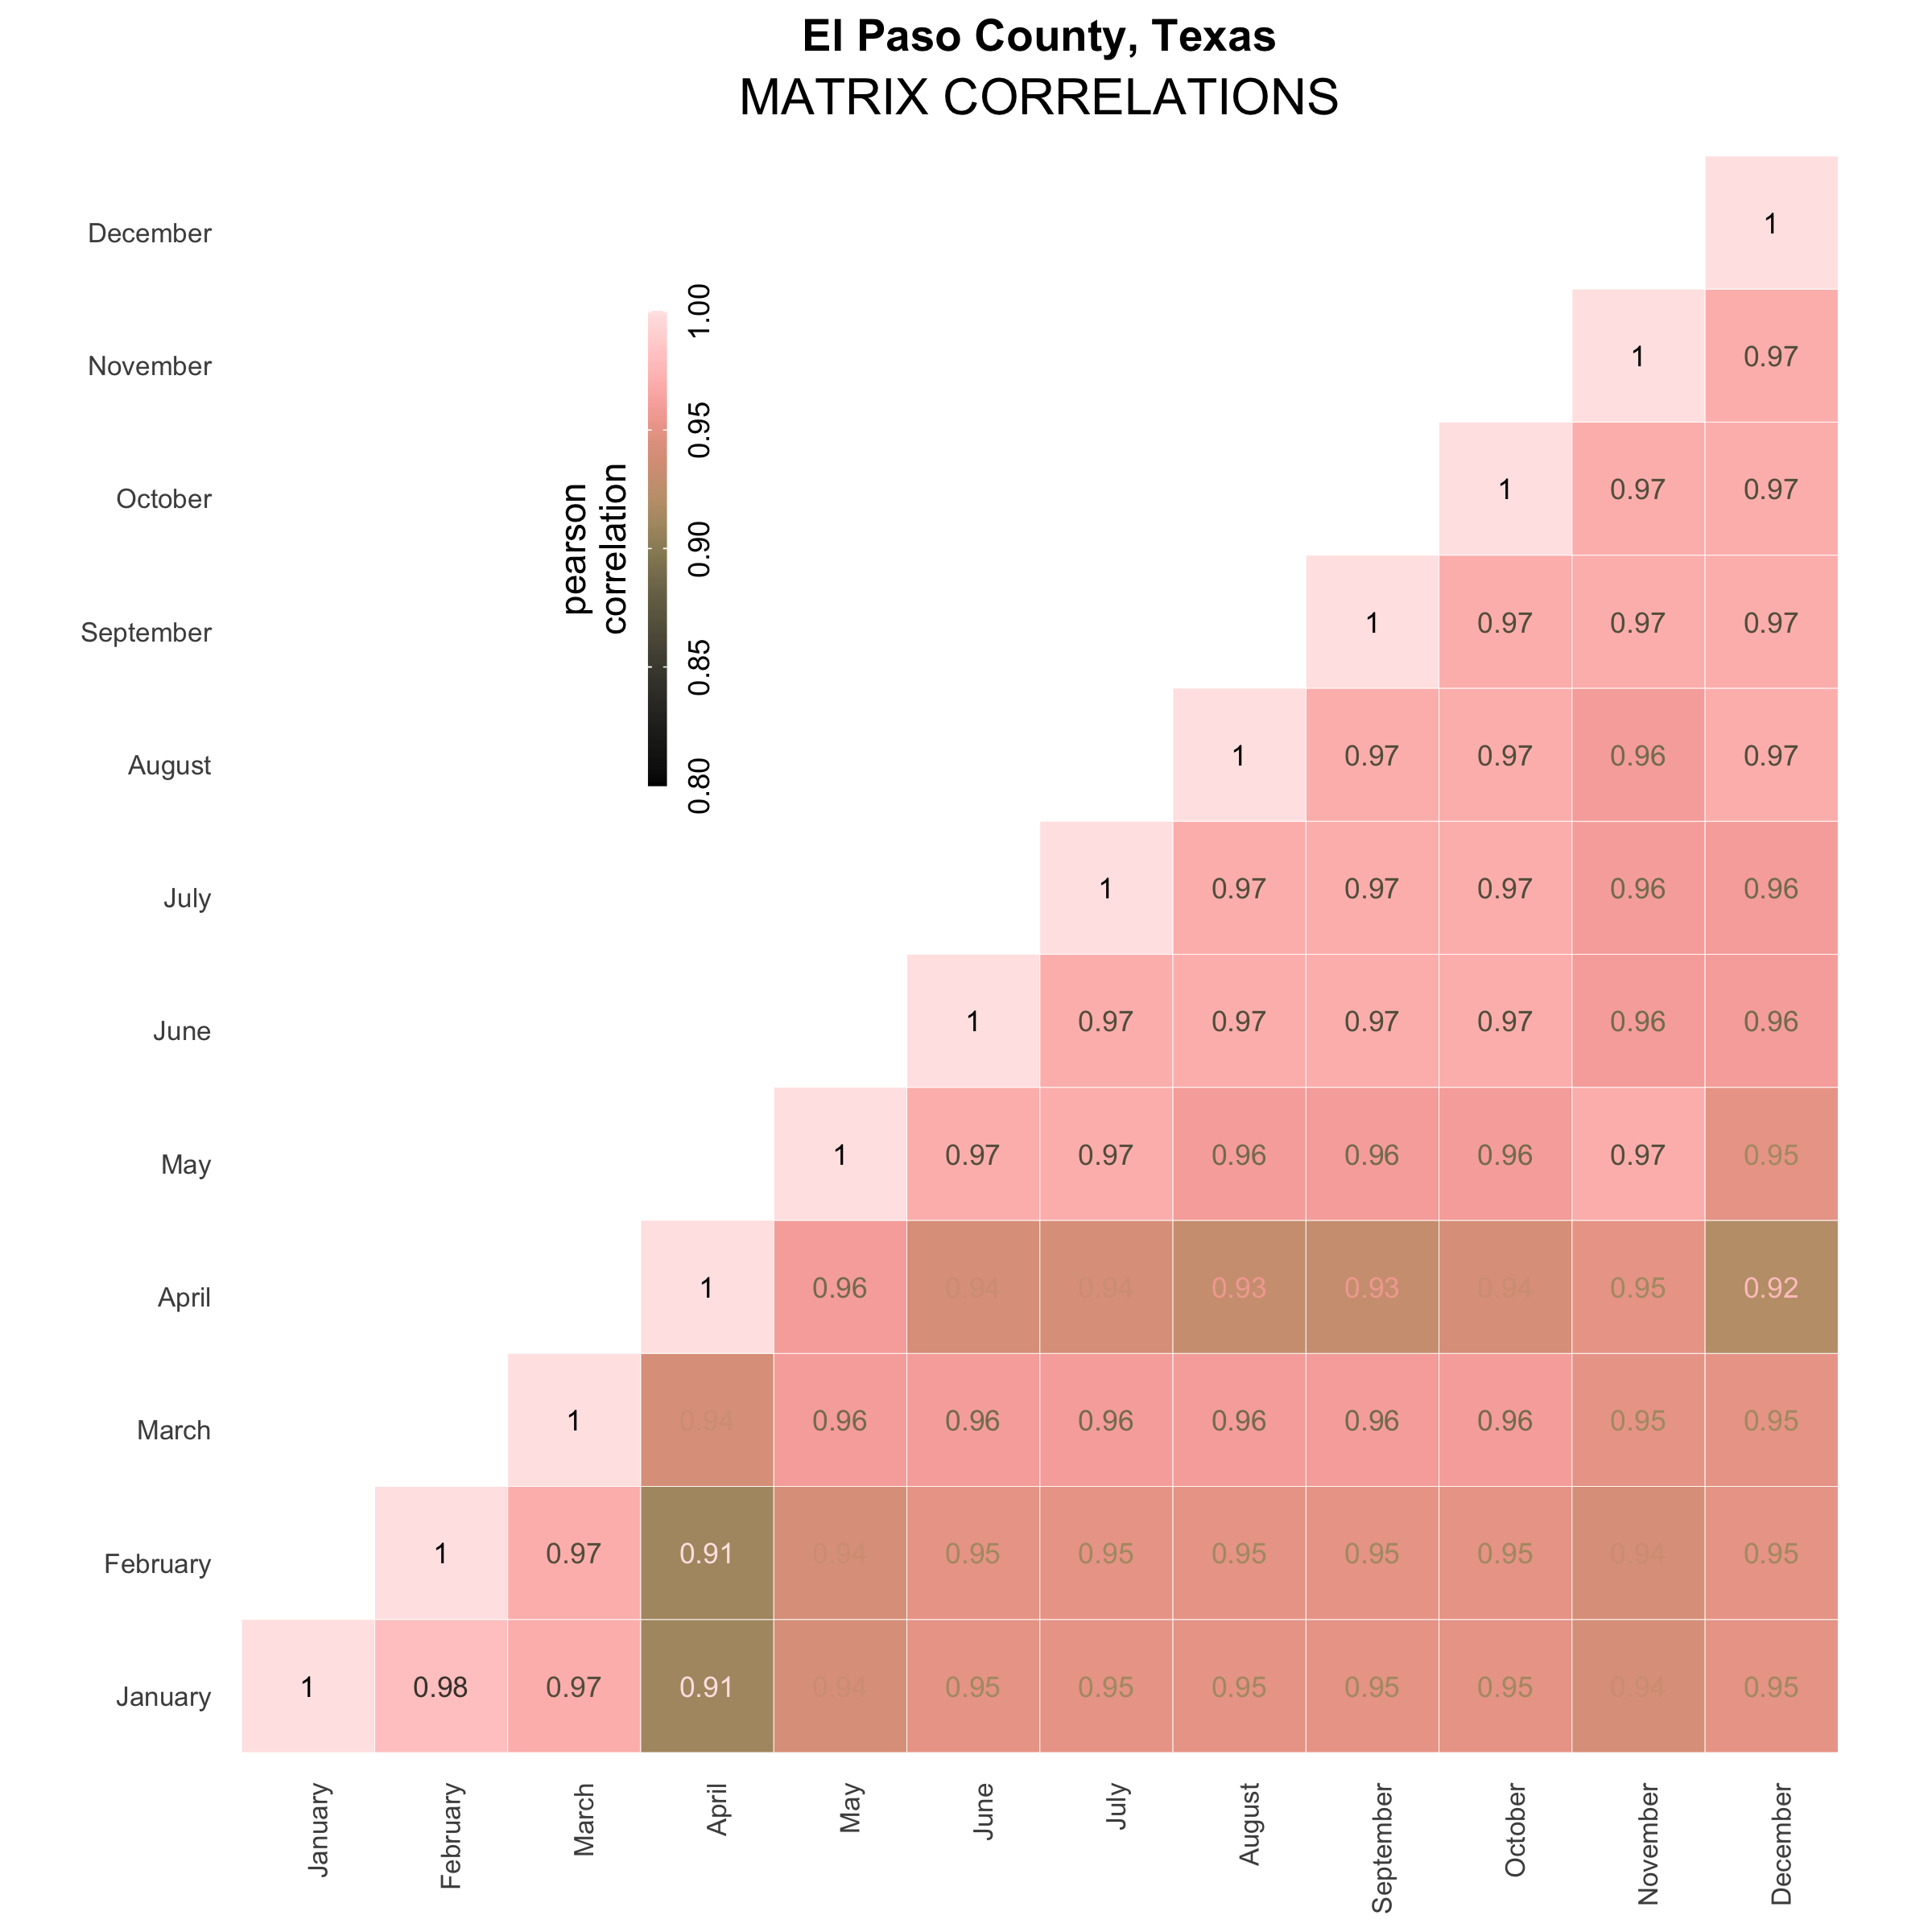 El Paso County, Texas
MATRIX CORRELATIONS
pearson
correlation
1.00
0.95
0.90
0.85
0.80
December 1
November 1 0.97
October 1 0.97 0.97
September 1 0.97 0.97 0.97
August 1 0.97 0.97 0.96 0.97
July 1 0.97 0.97 0.97 0.96 0.96
June 1 0.97 0.97 0.97 0.97 0.96 0.96
May 1 0.97 0.97 0.96 0.96 0.96 0.97 0.95
April 1 0.96 0.94 0.94 0.93 0.93 0.94 0.95 0.92
March 1 0.94 0.96 0.96 0.96 0.96 0.96 0.96 0.95 0.95
February 1 0.97 0.91 0.94 0.95 0.95 0.95 0.95 0.95 0.94 0.95
January 1 0.98 0.97 0.91 0.94 0.95 0.95 0.95 0.95 0.95 0.94 0.95
January February March April May June July August September October November December